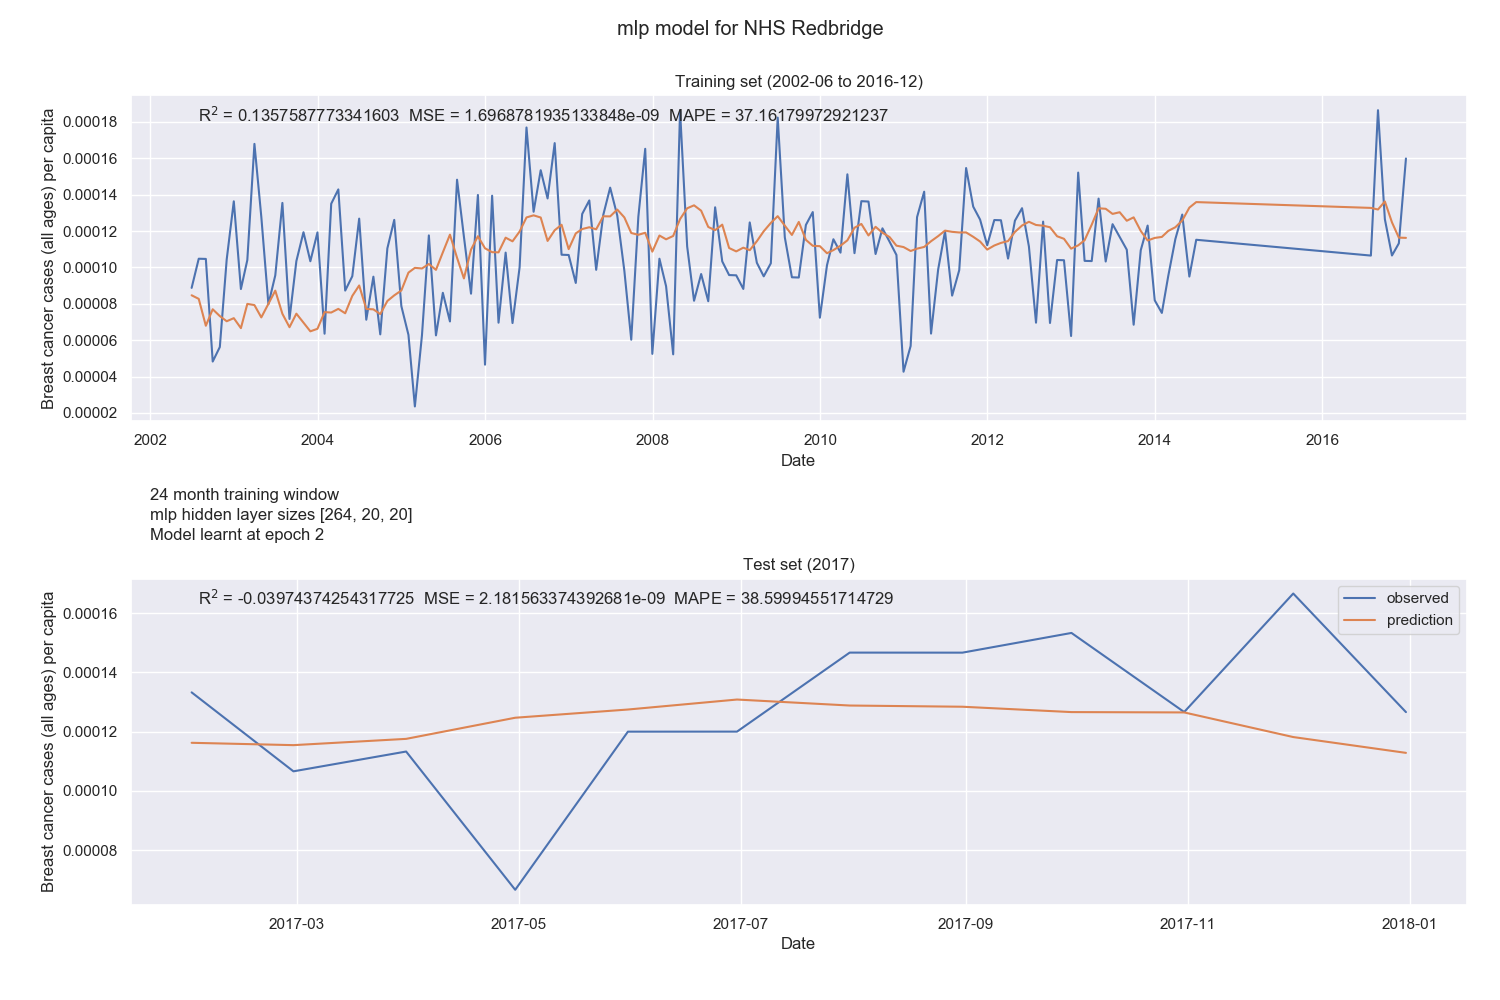 mlp model for NHS Redbridge
Training set (2002-06 to 2016-12)
R² = 0.1357587773341603 MSE = 1.6968781935133848e-09 MAPE = 37.16179972921237
Breast cancer cases (all ages) per capita
0.00018
0.00016
0.00014
0.00012
0.00010
0.00008
0.00006
0.00004
0.00002
2002 2004 2006 2008 2010 2012 2014 2016
Date
24 month training window
mlp hidden layer sizes [264, 20, 20]
Model learnt at epoch 2
Test set (2017)
R² = -0.03974374254317725 MSE = 2.181563374392681e-09 MAPE = 38.59994551714729
observed
prediction
Breast cancer cases (all ages) per capita
0.00016
0.00014
0.00012
0.00010
0.00008
2017-03 2017-05 2017-07 2017-09 2017-11 2018-01
Date